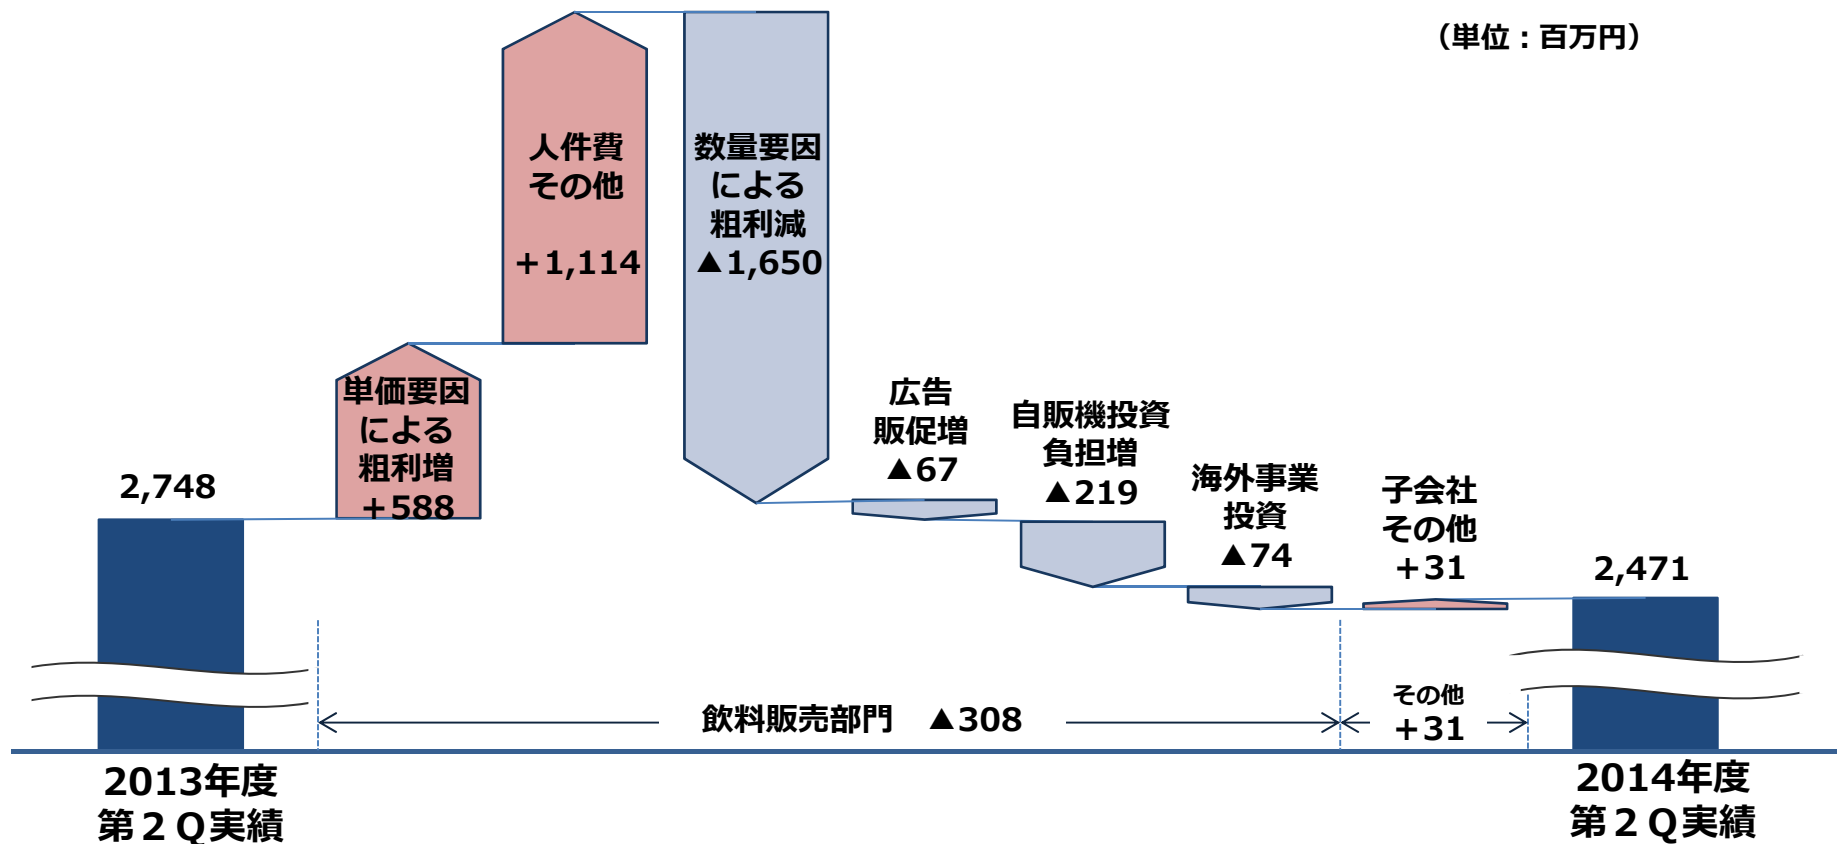 （単位：百万円）
人件費
その他
＋1,114
数量要因
による
粗利減
▲1,650
単価要因
による
粗利増
＋588
広告
販促増
▲67
自販機投資
負担増
▲219
海外事業
投資
▲74
子会社
その他
＋31
2,748
2,471
飲料販売部門　▲308
その他
＋31
2013年度
第２Ｑ実績
2014年度
第２Ｑ実績